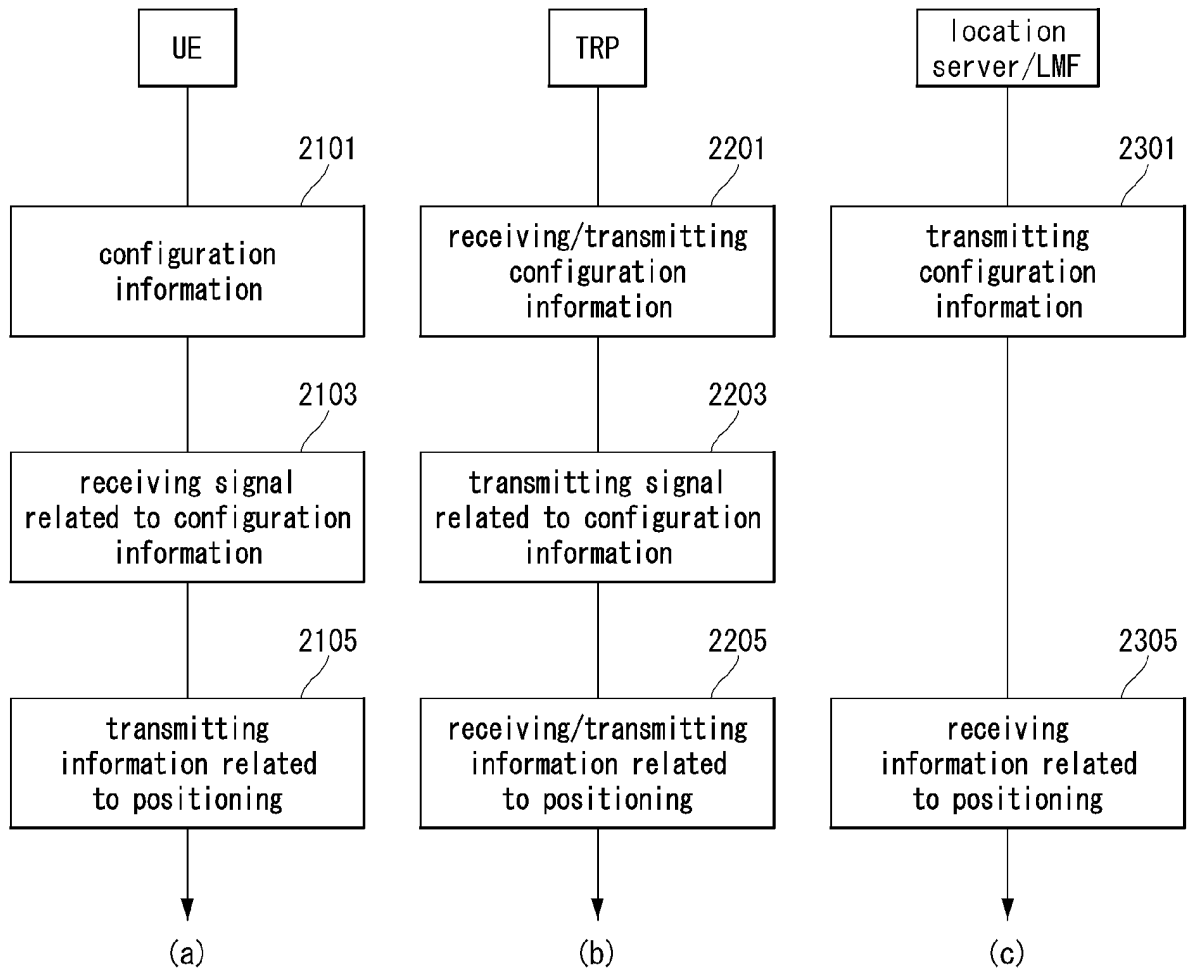 UE
2101
configuration
information
2103
receiving signal
related to configuration
information
2105
transmitting
information related
to positioning
(a)
TRP
2201
receiving/transmitting
configuration
information
2203
transmitting signal
related to configuration
information
2205
receiving/transmitting
information related
to positioning
(b)
location
server/LMF
2301
transmitting
configuration
information
2305
receiving
information related
to positioning
(c)